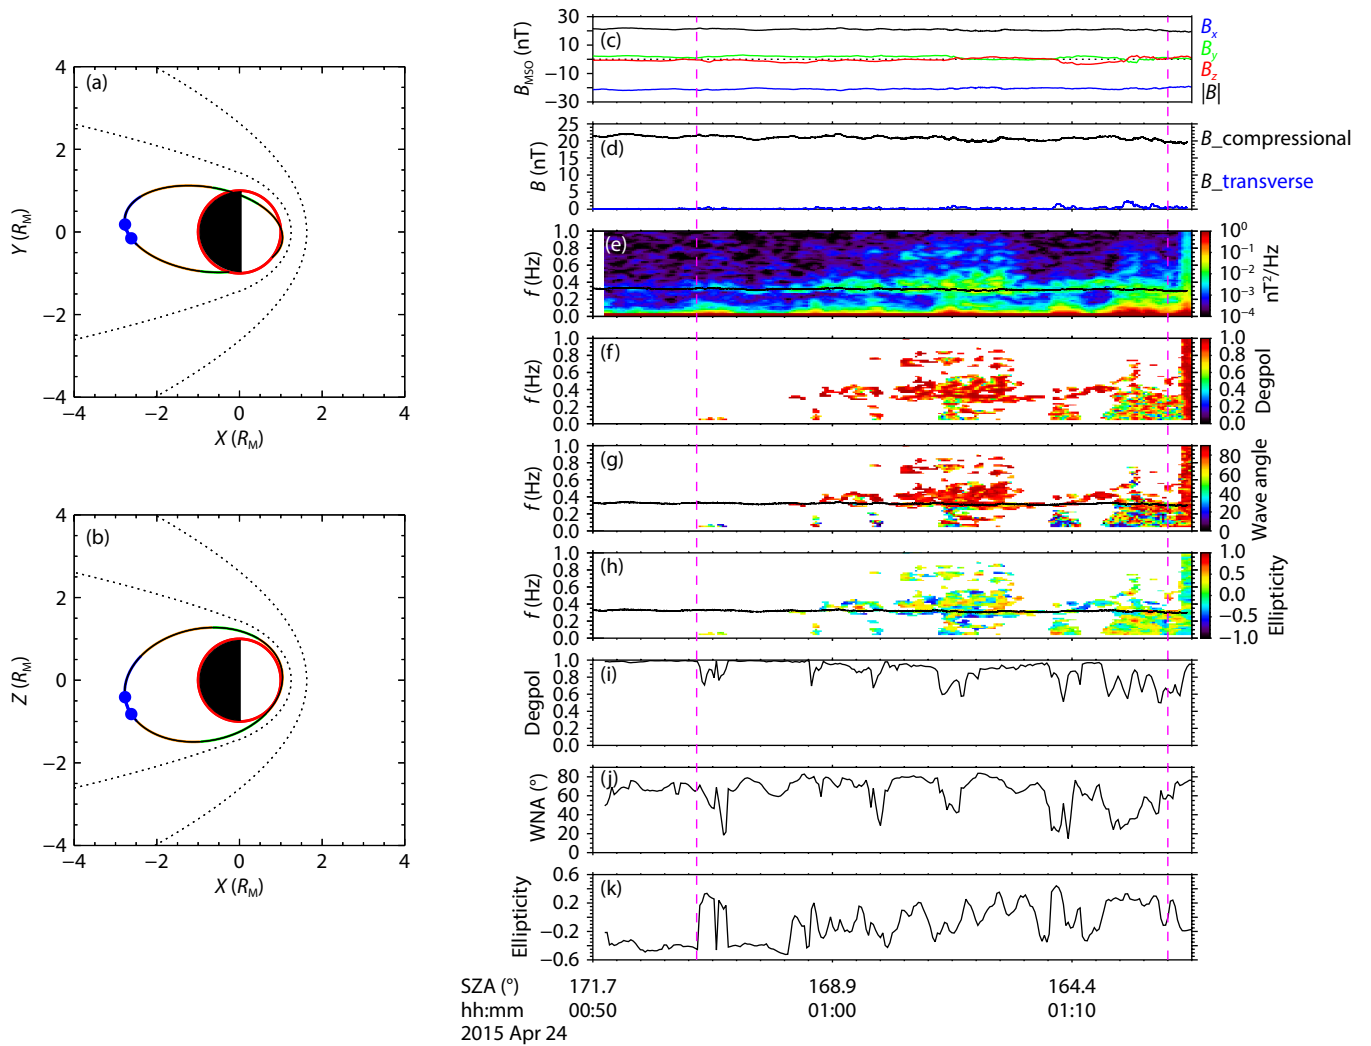 (a)
4
2
0
−2
−4
Y (R_M)
−4 −2 0 2 4
X (R_M)
(b)
4
2
0
−2
−4
Z (R_M)
−4 −2 0 2 4
X (R_M)
(c)
30
10
−10
−30
B_MSO (nT)
B_x
B_y
B_z
|B|
(d)
25
20
15
10
5
0
B (nT)
B_compressional
B_transverse
(e)
1.0
0.8
0.6
0.4
0.2
0.0
f (Hz)
10^0
10^−1
10^−2
10^−3
10^−4
nT^2/Hz
(f)
1.0
0.8
0.6
0.4
0.2
0.0
f (Hz)
1.0
0.8
0.6
0.4
0.2
0.0
Degpol
(g)
1.0
0.8
0.6
0.4
0.2
0.0
f (Hz)
80
60
40
20
0
Wave angle
(h)
1.0
0.8
0.6
0.4
0.2
0.0
f (Hz)
1.0
0.5
0.0
−0.5
−1.0
Ellipticity
(i)
1.0
0.8
0.6
0.4
0.2
0.0
Degpol
(j)
80
60
40
20
0
WNA (°)
(k)
0.6
0.2
−0.2
−0.6
Ellipticity
SZA (°) 171.7 168.9 164.4
hh:mm 00:50 01:00 01:10
2015 Apr 24